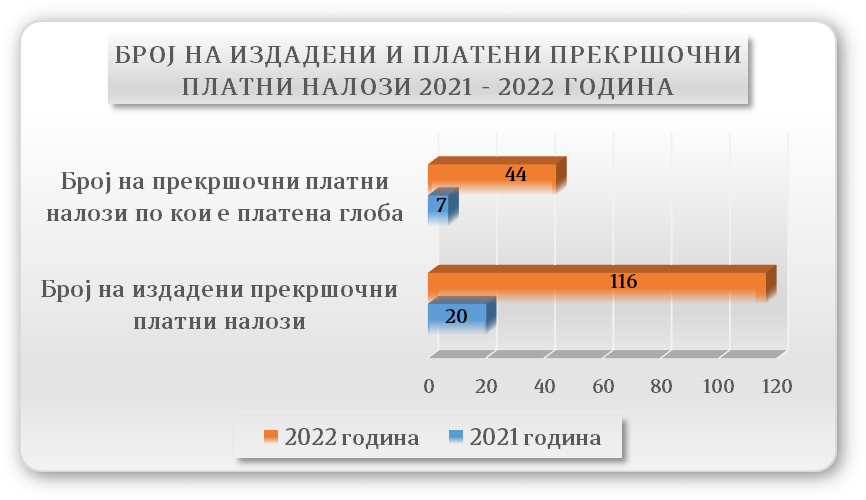 БРОЈ НА ИЗДАДЕНИ И ПЛАТЕНИ ПРЕКРШОЧНИ
ПЛАТНИ НАЛОЗИ 2021 - 2022 ГОДИНА
Број на прекршочни платни
налози по кои е платена глоба
44
7
Број на издадени прекршочни
платни налози
116
20
0 20 40 60 80 100 120
2022 година 2021 година